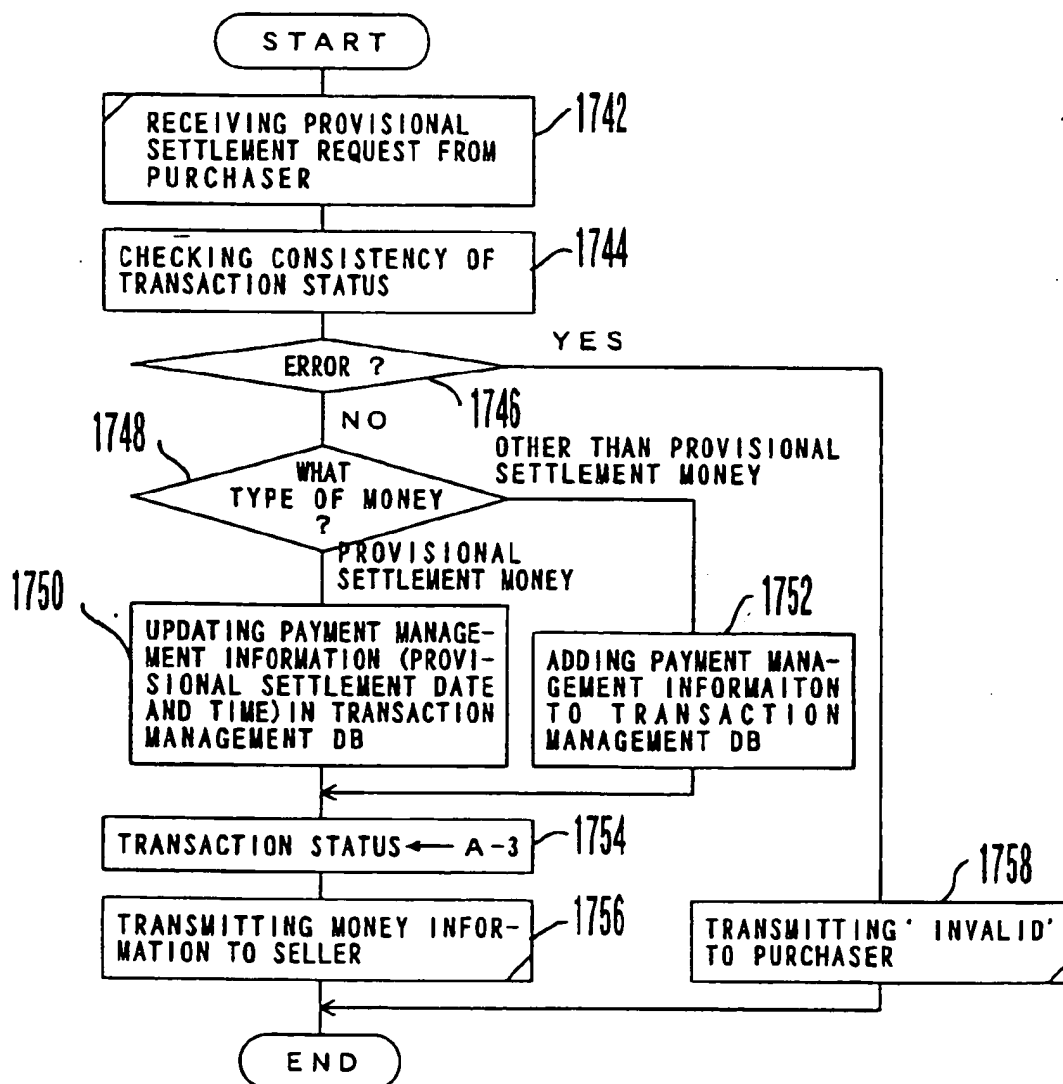 START
1742
RECEIVING PROVISIONAL
SETTLEMENT REQUEST FROM
PURCHASER
1744
CHECKING CONSISTENCY OF
TRANSACTION STATUS
YES
ERROR ?
1746
NO
1748
OTHER THAN PROVISIONAL
SETTLEMENT MONEY
WHAT
TYPE OF MONEY
?
PROVISIONAL
SETTLEMENT MONEY
1750
UPDATING PAYMENT MANAGE-
MENT INFORMATION (PROVI-
SIONAL SETTLEMENT DATE
AND TIME) IN TRANSACTION
MANAGEMENT DB
1752
ADDING PAYMENT MANA-
GEMENT INFORMAITON
TO TRANSACTION
MANAGEMENT DB
TRANSACTION STATUS ← A-3
1754
TRANSMITTING MONEY INFOR-
MATION TO SELLER
1756
1758
TRANSMITTING ' INVALID'
TO PURCHASER
END